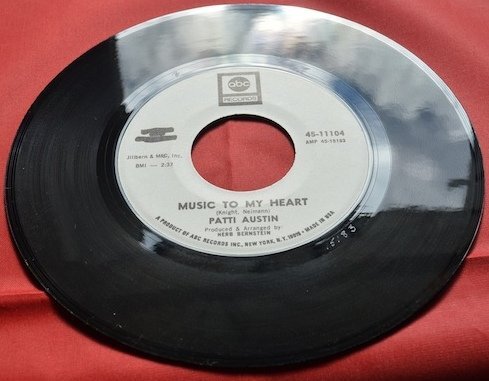 abc
RECORDS
45-11104
AMP 45-15193
Jillbern & MRC, Inc.
BMI — 2:33
MUSIC TO MY HEART
(Knight, Neimann)
PATTI AUSTIN
Produced & Arranged by:
HERB BERNSTEIN
A PRODUCT OF ABC RECORDS INC., NEW YORK, N.Y. 10019 • MADE IN USA